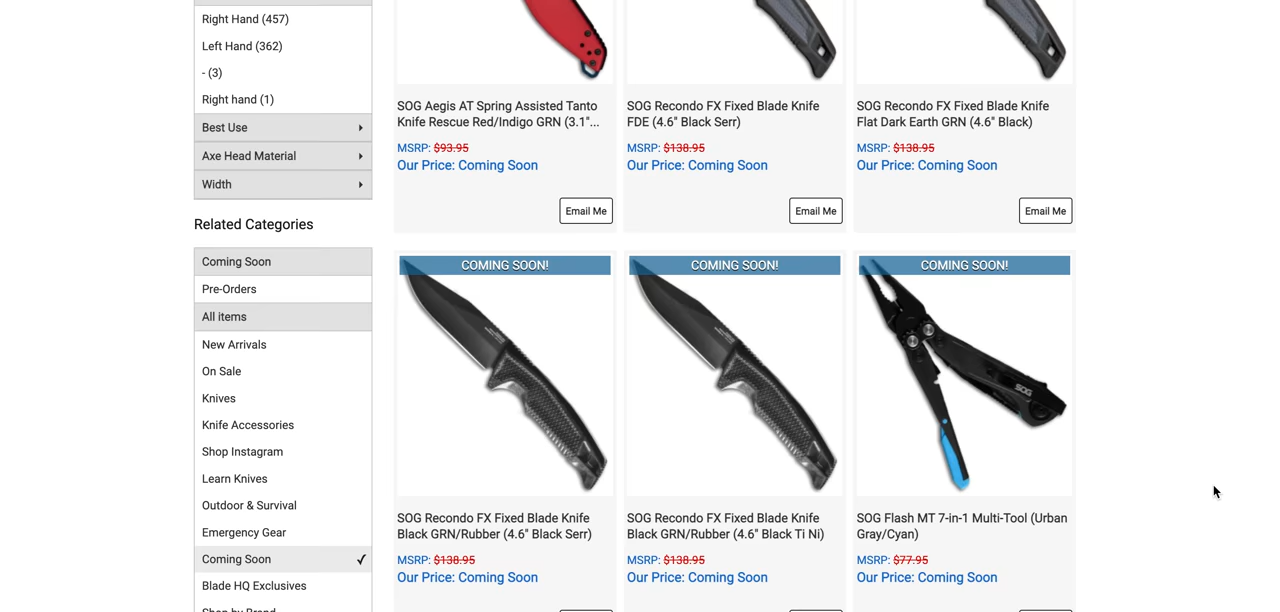 Right Hand (457)
Left Hand (362)
- (3)
Right hand (1)
Best Use
Axe Head Material
Width
Related Categories
Coming Soon
Pre-Orders
All items
New Arrivals
On Sale
Knives
Knife Accessories
Shop Instagram
Learn Knives
Outdoor & Survival
Emergency Gear
Coming Soon
Blade HQ Exclusives
Shop by Brand
SOG Aegis AT Spring Assisted Tanto
Knife Rescue Red/Indigo GRN (3.1"...
MSRP: $93.95
Our Price: Coming Soon
Email Me
SOG Recondo FX Fixed Blade Knife
FDE (4.6" Black Serr)
MSRP: $138.95
Our Price: Coming Soon
Email Me
SOG Recondo FX Fixed Blade Knife
Flat Dark Earth GRN (4.6" Black)
MSRP: $138.95
Our Price: Coming Soon
Email Me
COMING SOON!
SOG Recondo FX Fixed Blade Knife
Black GRN/Rubber (4.6" Black Serr)
MSRP: $138.95
Our Price: Coming Soon
COMING SOON!
SOG Recondo FX Fixed Blade Knife
Black GRN/Rubber (4.6" Black Ti Ni)
MSRP: $138.95
Our Price: Coming Soon
COMING SOON!
SOG
SOG Flash MT 7-in-1 Multi-Tool (Urban
Gray/Cyan)
MSRP: $77.95
Our Price: Coming Soon